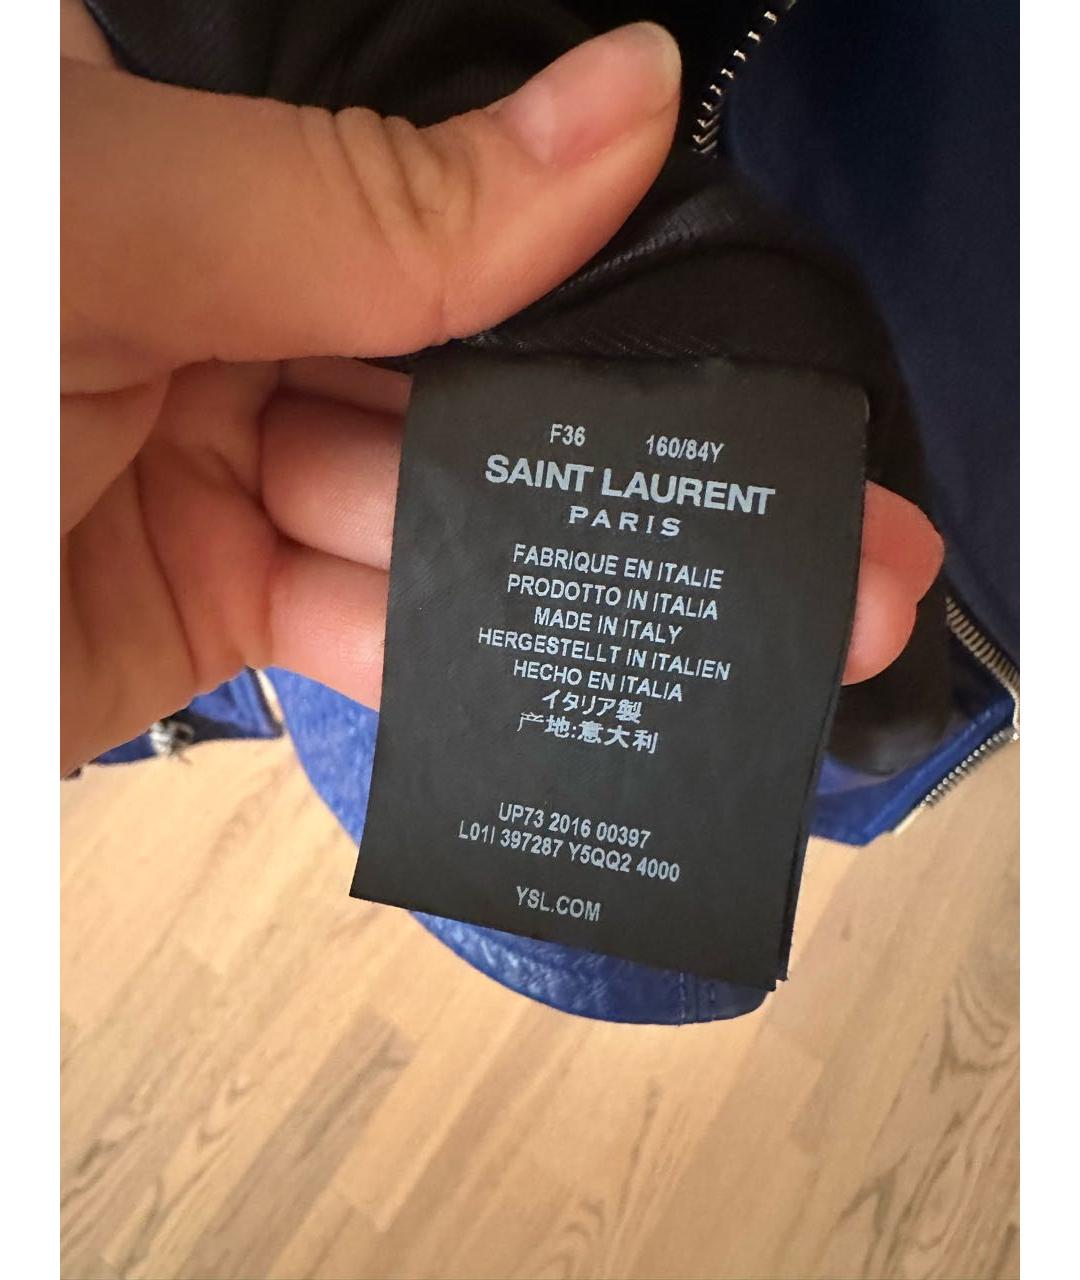 F36 160/84Y
SAINT LAURENT
PARIS
FABRIQUE EN ITALIE
PRODOTTO IN ITALIA
MADE IN ITALY
HERGESTELLT IN ITALIEN
HECHO EN ITALIA
イタリア製
产地:意大利
UP73 2016 00397
L01I 397287 Y5QQ2 4000
YSL.COM